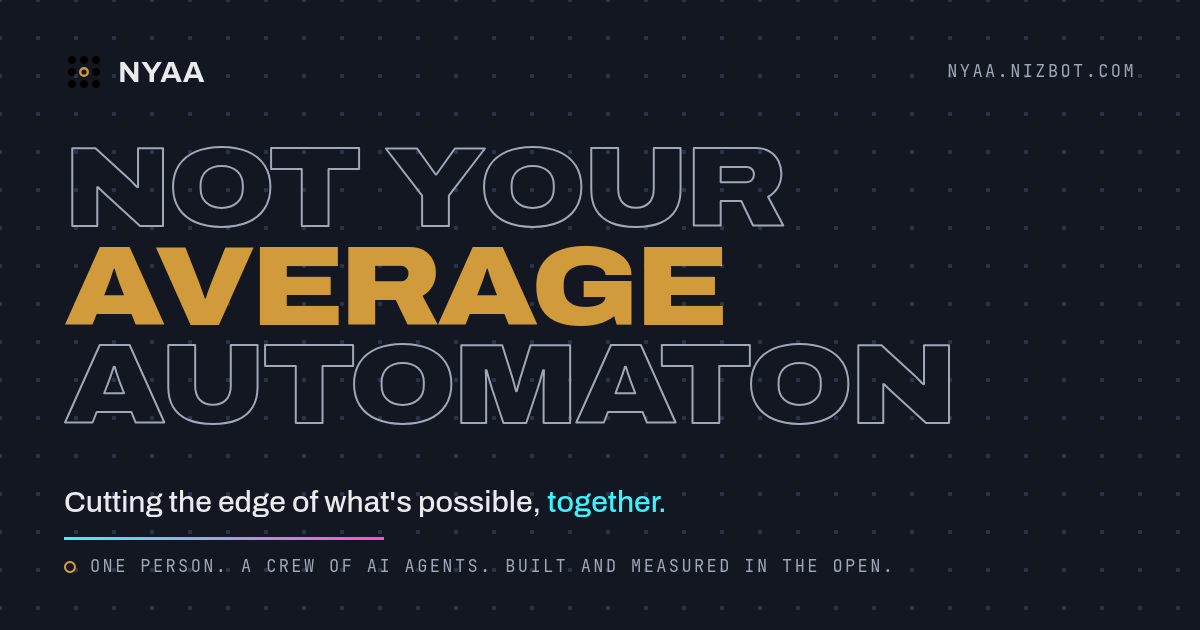 NYAA
NYAA.NIZBOT.COM
NOT YOUR
AVERAGE
AUTOMATON
Cutting the edge of what's possible, together.
ONE PERSON. A CREW OF AI AGENTS. BUILT AND MEASURED IN THE OPEN.